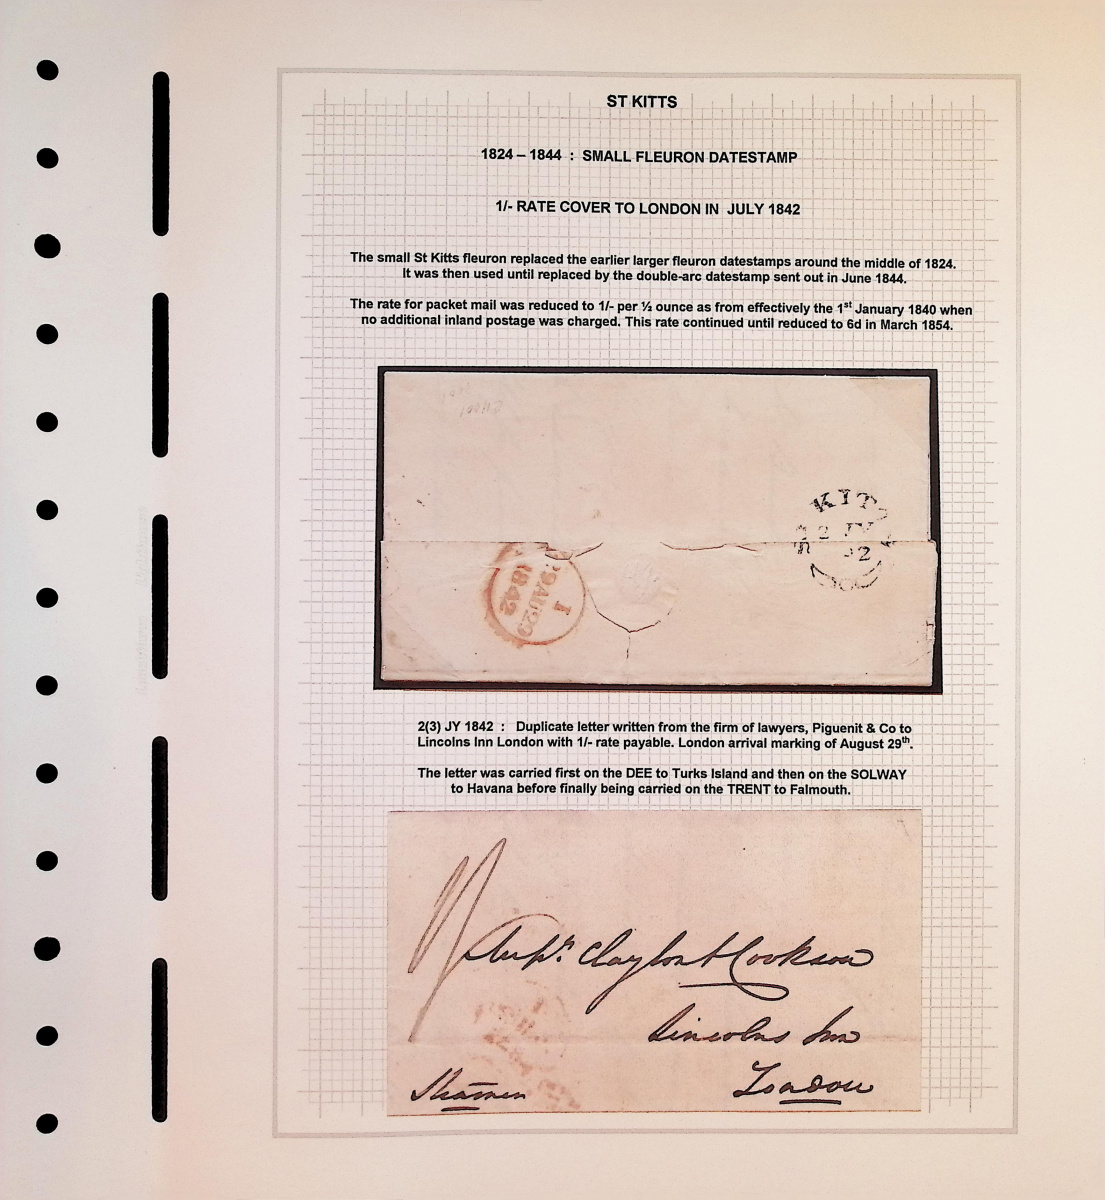 ST KITTS
1824 – 1844 : SMALL FLEURON DATESTAMP
1/- RATE COVER TO LONDON IN JULY 1842
The small St Kitts fleuron replaced the earlier larger fleuron datestamps around the middle of 1824.
It was then used until replaced by the double-arc datestamp sent out in June 1844.
The rate for packet mail was reduced to 1/- per ½ ounce as from effectively the 1st January 1840 when
no additional inland postage was charged. This rate continued until reduced to 6d in March 1854.
KIT
2 JY
29AU29
1842
2(3) JY 1842 : Duplicate letter written from the firm of lawyers, Piguenit & Co to
Lincolns Inn London with 1/- rate payable. London arrival marking of August 29th.
The letter was carried first on the DEE to Turks Island and then on the SOLWAY
to Havana before finally being carried on the TRENT to Falmouth.
Clayton & Cookson
Lincolns Inn
London